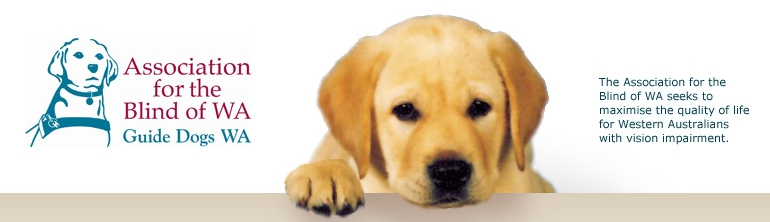 Association
for the
Blind of WA
Guide Dogs WA
The Association for the
Blind of WA seeks to
maximise the quality of life
for Western Australians
with vision impairment.